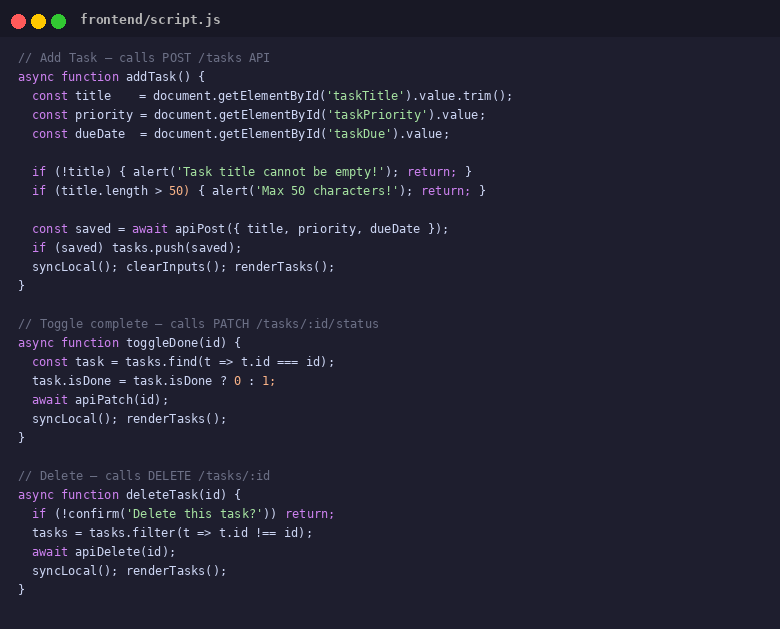 frontend/script.js
// Add Task — calls POST /tasks API
async function addTask() {
  const title    = document.getElementById('taskTitle').value.trim();
  const priority = document.getElementById('taskPriority').value;
  const dueDate  = document.getElementById('taskDue').value;

  if (!title) { alert('Task title cannot be empty!'); return; }
  if (title.length > 50) { alert('Max 50 characters!'); return; }

  const saved = await apiPost({ title, priority, dueDate });
  if (saved) tasks.push(saved);
  syncLocal(); clearInputs(); renderTasks();
}

// Toggle complete — calls PATCH /tasks/:id/status
async function toggleDone(id) {
  const task = tasks.find(t => t.id === id);
  task.isDone = task.isDone ? 0 : 1;
  await apiPatch(id);
  syncLocal(); renderTasks();
}

// Delete — calls DELETE /tasks/:id
async function deleteTask(id) {
  if (!confirm('Delete this task?')) return;
  tasks = tasks.filter(t => t.id !== id);
  await apiDelete(id);
  syncLocal(); renderTasks();
}